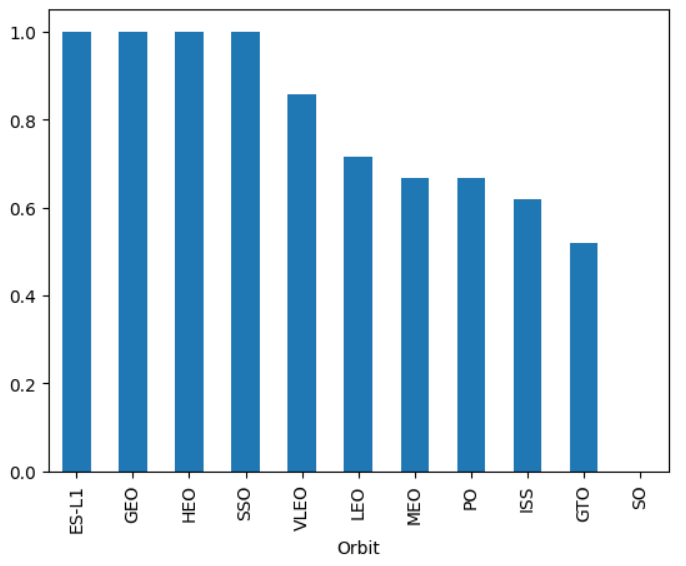 1.0
0.8
0.6
0.4
0.2
0.0
ES-L1
GEO
HEO
SSO
VLEO
LEO
MEO
PO
ISS
GTO
SO
Orbit